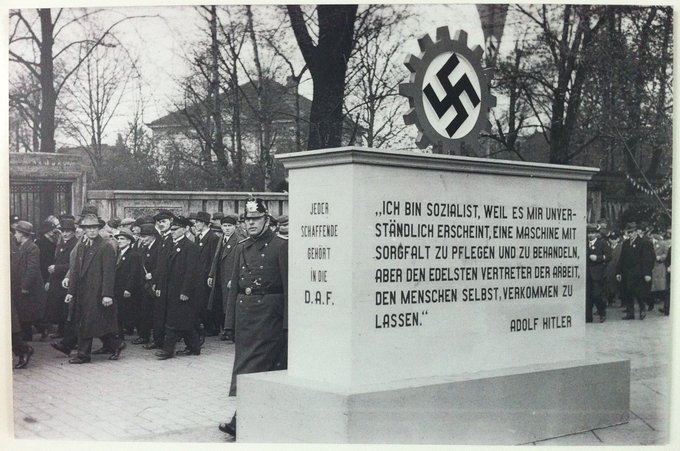 JEDER
SCHAFFENDE
GEHÖRT
IN DIE
D.A.F.
„ICH BIN SOZIALIST, WEIL ES MIR UNVER-
STÄNDLICH ERSCHEINT, EINE MASCHINE MIT
SORGFALT ZU PFLEGEN UND ZU BEHANDELN,
ABER DEN EDELSTEN VERTRETER DER ARBEIT,
DEN MENSCHEN SELBST, VERKOMMEN ZU
LASSEN.“
ADOLF HITLER